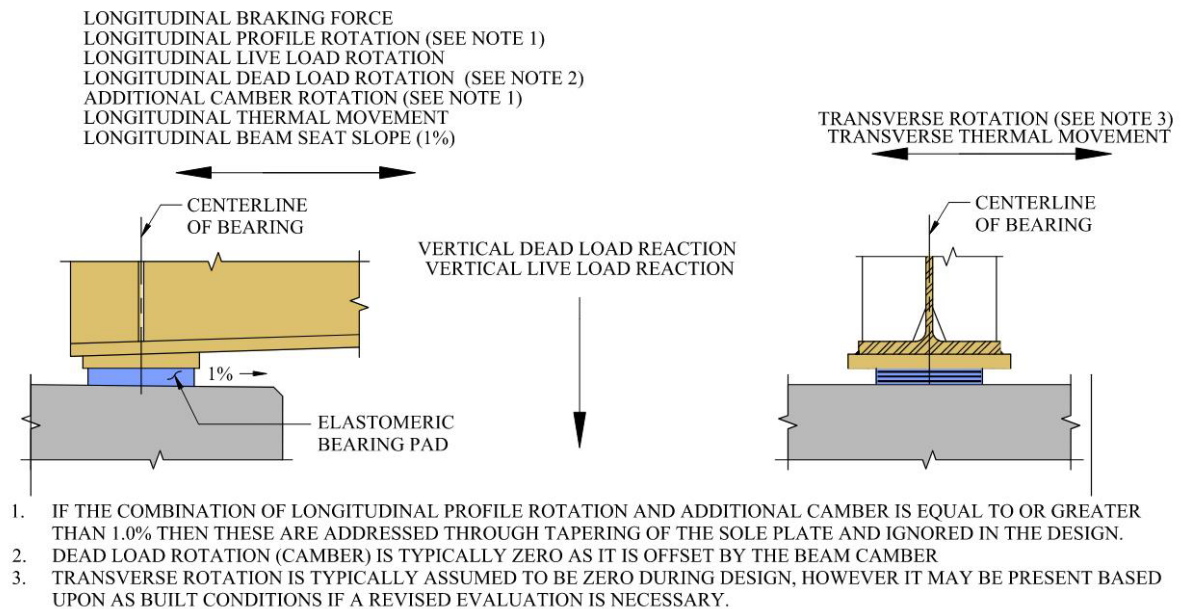 LONGITUDINAL BRAKING FORCE
LONGITUDINAL PROFILE ROTATION (SEE NOTE 1)
LONGITUDINAL LIVE LOAD ROTATION
LONGITUDINAL DEAD LOAD ROTATION (SEE NOTE 2)
ADDITIONAL CAMBER ROTATION (SEE NOTE 1)
LONGITUDINAL THERMAL MOVEMENT
LONGITUDINAL BEAM SEAT SLOPE (1%)
TRANSVERSE ROTATION (SEE NOTE 3)
TRANSVERSE THERMAL MOVEMENT
CENTERLINE
OF BEARING
VERTICAL DEAD LOAD REACTION
VERTICAL LIVE LOAD REACTION
CENTERLINE
OF BEARING
1%
ELASTOMERIC
BEARING PAD
1. IF THE COMBINATION OF LONGITUDINAL PROFILE ROTATION AND ADDITIONAL CAMBER IS EQUAL TO OR GREATER
THAN 1.0% THEN THESE ARE ADDRESSED THROUGH TAPERING OF THE SOLE PLATE AND IGNORED IN THE DESIGN.
2. DEAD LOAD ROTATION (CAMBER) IS TYPICALLY ZERO AS IT IS OFFSET BY THE BEAM CAMBER
3. TRANSVERSE ROTATION IS TYPICALLY ASSUMED TO BE ZERO DURING DESIGN, HOWEVER IT MAY BE PRESENT BASED
UPON AS BUILT CONDITIONS IF A REVISED EVALUATION IS NECESSARY.